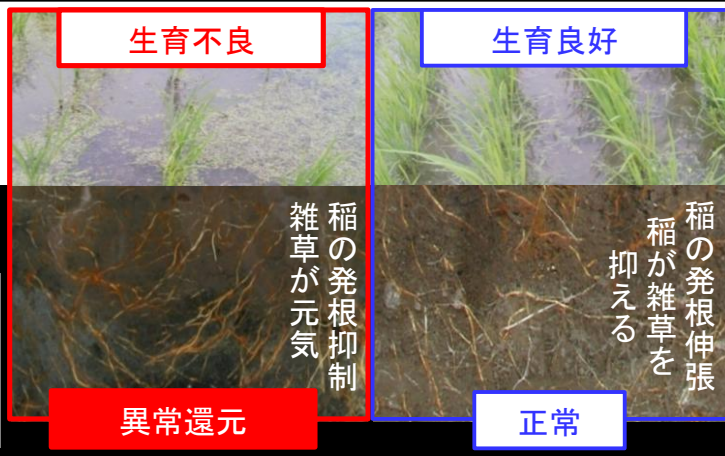 生育不良
稲の発根抑制
雑草が元気
異常還元
生育良好
稲の発根伸張
稲が雑草を
抑える
正常